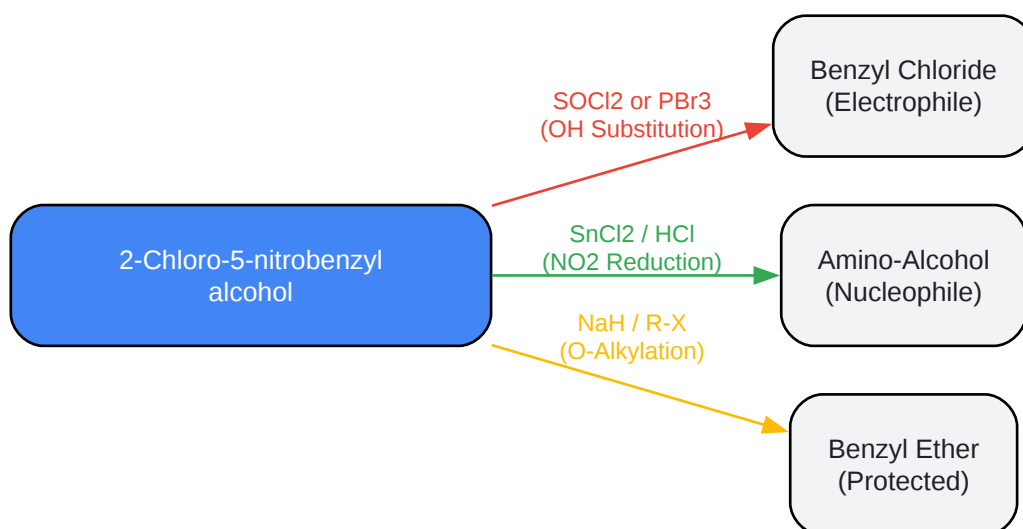 Benzyl Chloride
(Electrophile)
SOCl2 or PBr3
(OH Substitution)
2-Chloro-5-nitrobenzyl
alcohol
SnCl2 / HCl
(NO2 Reduction)
Amino-Alcohol
(Nucleophile)
NaH / R-X
(O-Alkylation)
Benzyl Ether
(Protected)